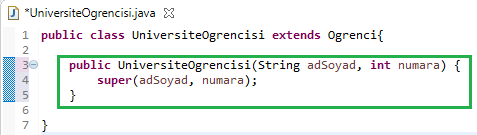 *UniversiteOgrencisi.java
1 public class UniversiteOgrencisi extends Ogrenci{
2
3 public UniversiteOgrencisi(String adSoyad, int numara) {
4 super(adSoyad, numara);
5 }
6
7 }